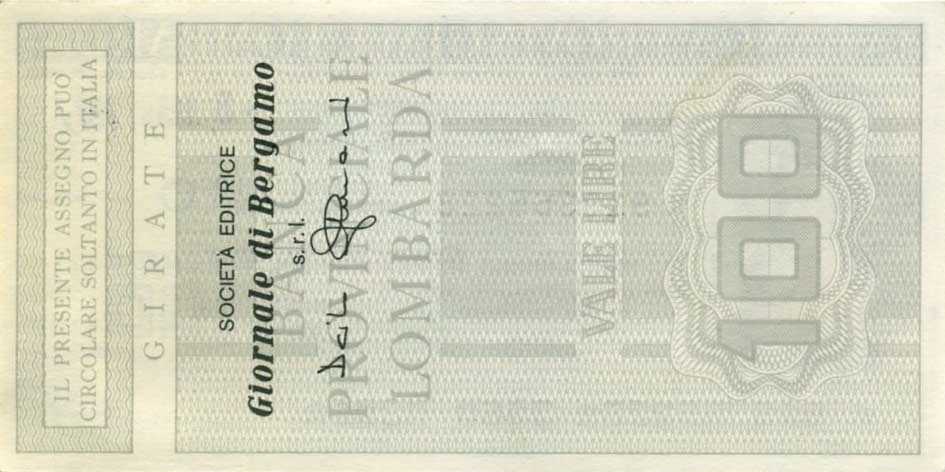 IL PRESENTE ASSEGNO PUO'
CIRCOLARE SOLTANTO IN ITALIA
GIRATE
SOCIETÀ EDITRICE
Giornale di Bergamo
s.r.l.
BANCA
PROVINCIALE
LOMBARDA
VALE LIRE
100